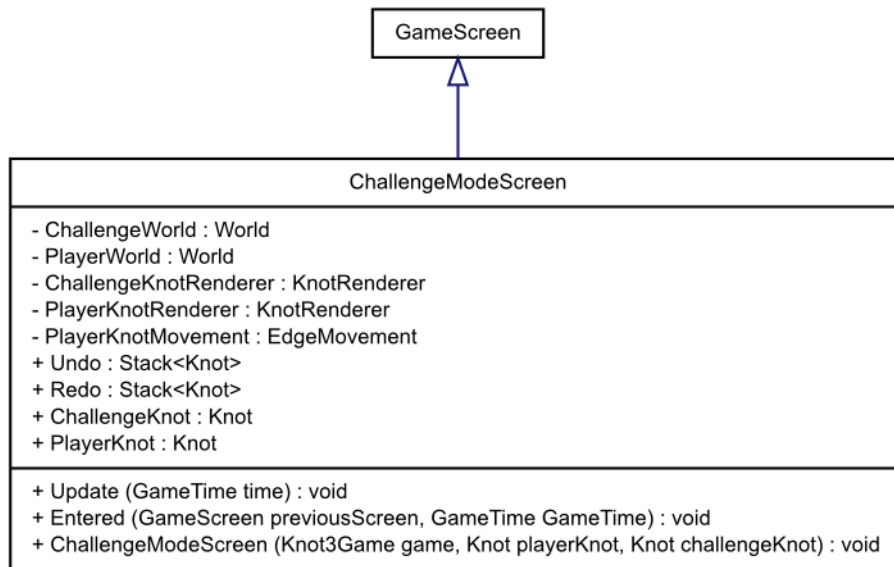 GameScreen
ChallengeModeScreen
- ChallengeWorld : World
- PlayerWorld : World
- ChallengeKnotRenderer : KnotRenderer
- PlayerKnotRenderer : KnotRenderer
- PlayerKnotMovement : EdgeMovement
+ Undo : Stack<Knot>
+ Redo : Stack<Knot>
+ ChallengeKnot : Knot
+ PlayerKnot : Knot
+ Update (GameTime time) : void
+ Entered (GameScreen previousScreen, GameTime GameTime) : void
+ ChallengeModeScreen (Knot3Game game, Knot playerKnot, Knot challengeKnot) : void